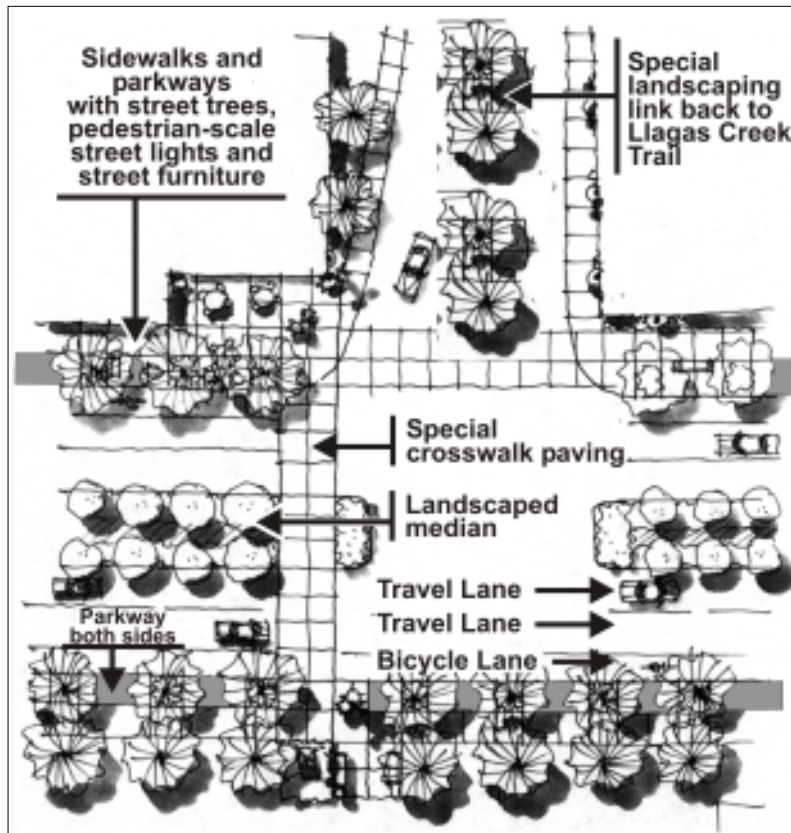 Sidewalks and
parkways
with street trees,
pedestrian-scale
street lights and
street furniture
Special
landscaping
link back to
Llagas Creek
Trail
Special
crosswalk paving
Landscaped
median
Travel Lane
Travel Lane
Parkway
both sides
Bicycle Lane